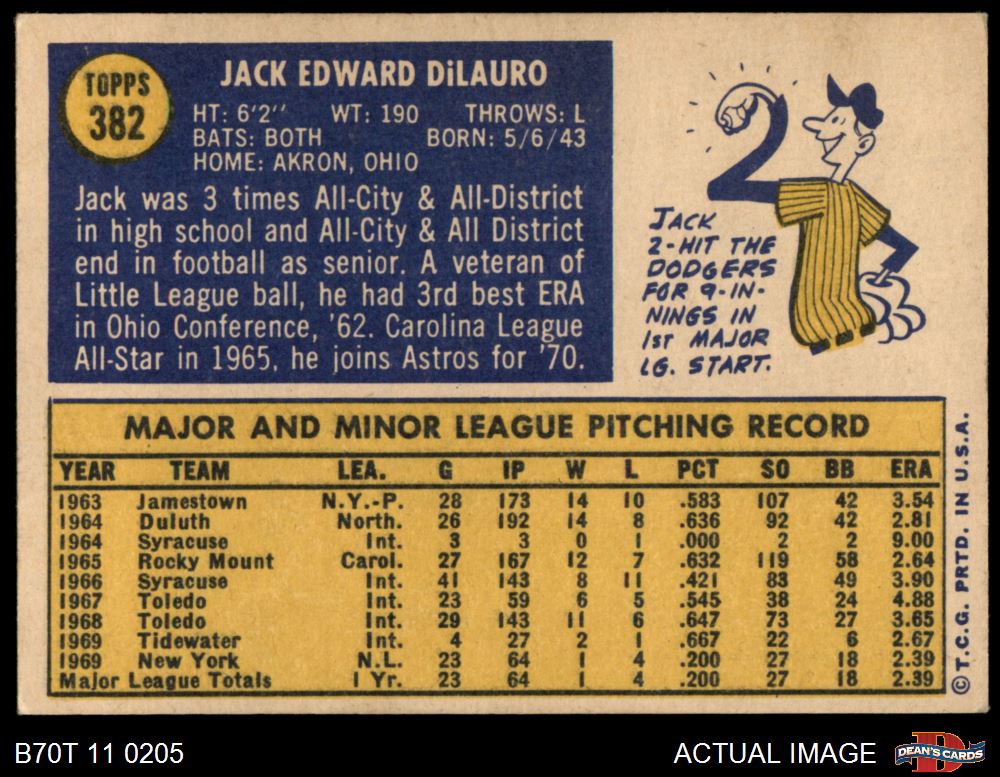 TOPPS
382
JACK EDWARD DiLAURO
HT: 6'2'' WT: 190 THROWS: L
BATS: BOTH BORN: 5/6/43
HOME: AKRON, OHIO
Jack was 3 times All-City & All-District
in high school and All-City & All District
end in football as senior. A veteran of
Little League ball, he had 3rd best ERA
in Ohio Conference, '62. Carolina League
All-Star in 1965, he joins Astros for '70.
JACK
2-HIT THE
DODGERS
FOR 9-IN-
NINGS IN
1ST MAJOR
LG. START.
MAJOR AND MINOR LEAGUE PITCHING RECORD
YEAR TEAM LEA. G IP W L PCT SO BB ERA
1963 Jamestown N.Y.-P. 28 173 14 10 .583 107 42 3.54
1964 Duluth North. 26 192 14 8 .636 92 42 2.81
1964 Syracuse Int. 3 3 0 1 .000 2 2 9.00
1965 Rocky Mount Carol. 27 167 12 7 .632 119 58 2.64
1966 Syracuse Int. 41 143 8 11 .421 83 49 3.90
1967 Toledo Int. 23 59 6 5 .545 38 24 4.88
1968 Toledo Int. 29 143 11 6 .647 73 27 3.65
1969 Tidewater Int. 4 27 2 1 .667 22 6 2.67
1969 New York N.L. 23 64 1 4 .200 27 18 2.39
Major League Totals 1 Yr. 23 64 1 4 .200 27 18 2.39
© T.C.G. PRTD. IN U.S.A.
B70T 11 0205 ACTUAL IMAGE
DEAN'S CARDS